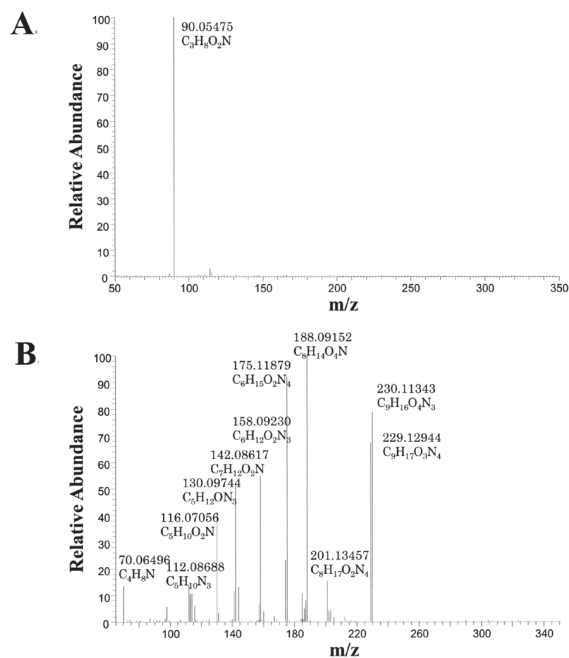 A.
Relative Abundance
100
90
80
70
60
50
40
30
20
10
0
90.05475
C₃H₈O₂N
50
100
150
200
250
300
350
m/z
B.
Relative Abundance
100
90
80
70
60
50
40
30
20
10
0
188.09152
C₈H₁₄O₄N
175.11879
C₆H₁₅O₂N₄
230.11343
C₉H₁₆O₄N₃
158.09230
C₆H₁₂O₂N₃
229.12944
C₉H₁₇O₃N₄
142.08617
C₇H₁₂O₂N
130.09744
C₅H₁₂ON₃
116.07056
C₅H₁₀O₂N
70.06496
C₄H₈N
112.08688
C₅H₁₀N₃
201.13457
C₈H₁₇O₂N₄
100
140
180
220
260
300
340
m/z